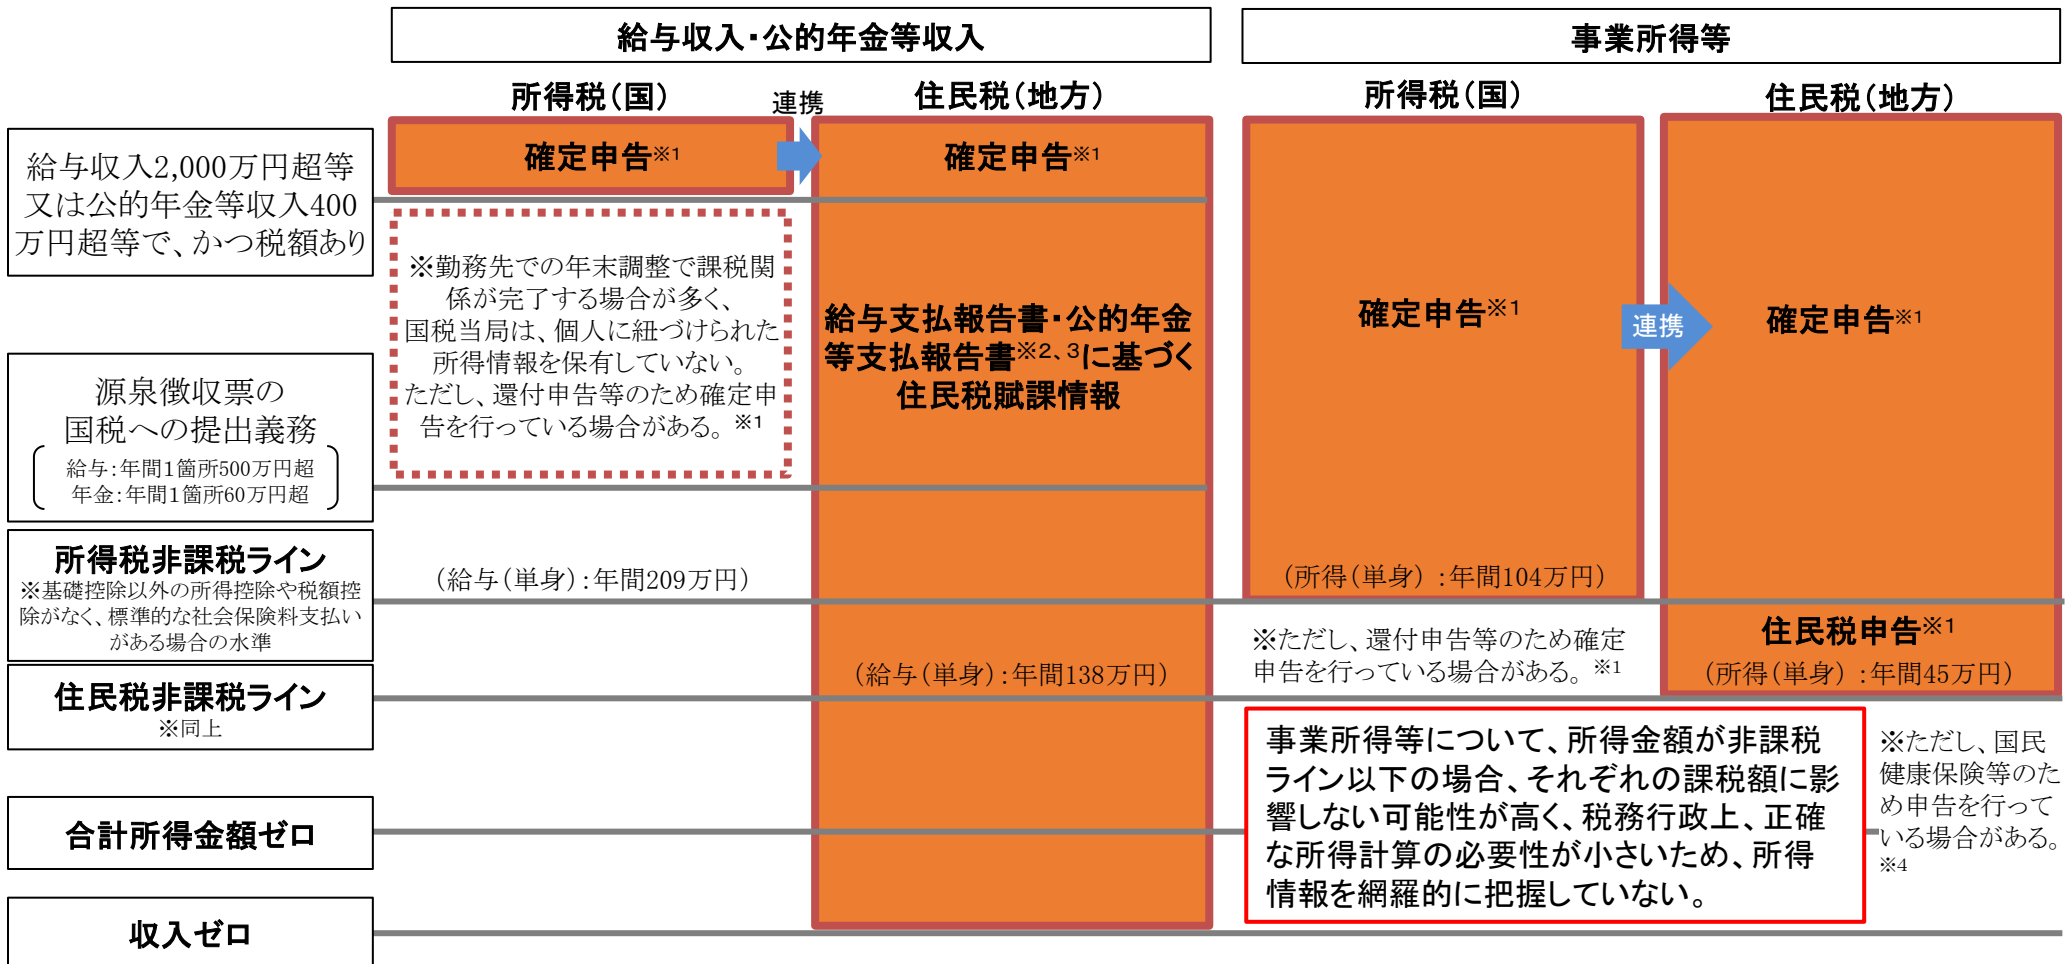 給与収入・公的年金等収入
事業所得等
所得税（国）
連携
住民税（地方）
所得税（国）
住民税（地方）
給与収入2,000万円超等
又は公的年金等収入400
万円超等で、かつ税額あり
確定申告※1
確定申告※1
※勤務先での年末調整で課税関
係が完了する場合が多く、
国税当局は、個人に紐づけられた
所得情報を保有していない。
ただし、還付申告等のため確定申
告を行っている場合がある。※1
給与支払報告書・公的年金
等支払報告書※2、3に基づく
住民税賦課情報
確定申告※1
連携
確定申告※1
源泉徴収票の
国税への提出義務
給与：年間1箇所500万円超
年金：年間1箇所60万円超
所得税非課税ライン
※基礎控除以外の所得控除や税額控
除がなく、標準的な社会保険料支払い
がある場合の水準
（給与（単身）：年間209万円）
（所得（単身）：年間104万円）
住民税非課税ライン
※同上
（給与（単身）：年間138万円）
※ただし、還付申告等のため確定
申告を行っている場合がある。※1
住民税申告※1
（所得（単身）：年間45万円）
事業所得等について、所得金額が非課税
ライン以下の場合、それぞれの課税額に影
響しない可能性が高く、税務行政上、正確
な所得計算の必要性が小さいため、所得
情報を網羅的に把握していない。
※ただし、国民
健康保険等のた
め申告を行って
いる場合がある。
※4
合計所得金額ゼロ
収入ゼロ